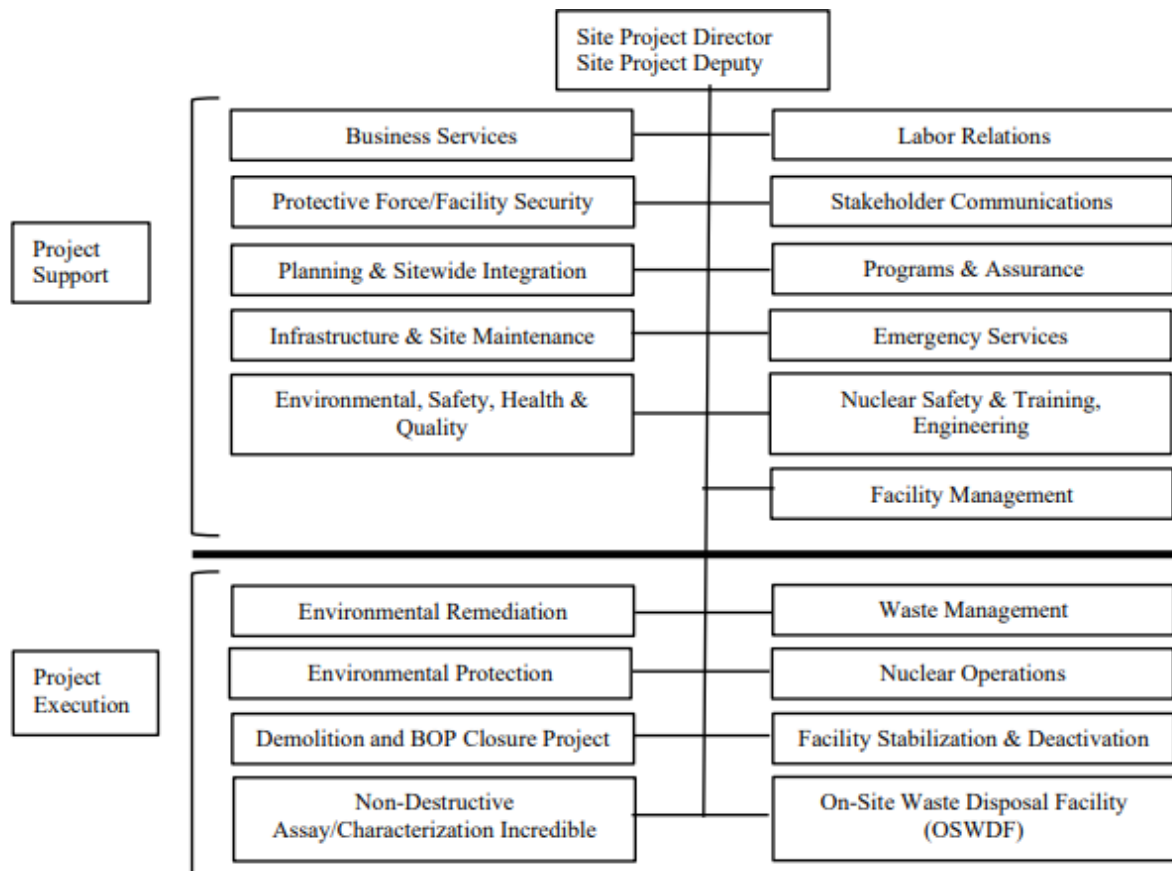 Site Project Director
Site Project Deputy
Business Services
Labor Relations
Protective Force/Facility Security
Stakeholder Communications
Project
Support
Planning & Sitewide Integration
Programs & Assurance
Infrastructure & Site Maintenance
Emergency Services
Environmental, Safety, Health &
Quality
Nuclear Safety & Training,
Engineering
Facility Management
Environmental Remediation
Waste Management
Project
Execution
Environmental Protection
Nuclear Operations
Demolition and BOP Closure Project
Facility Stabilization & Deactivation
Non-Destructive
Assay/Characterization Incredible
On-Site Waste Disposal Facility
(OSWDF)